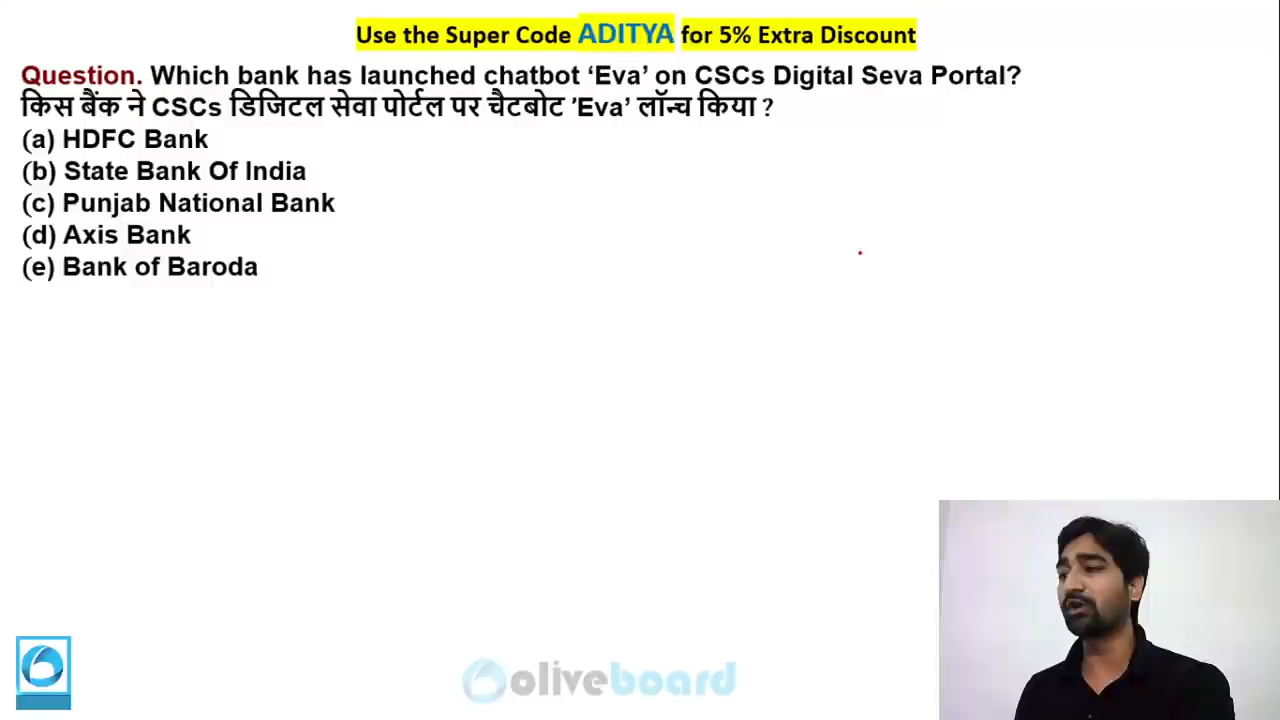 Use the Super Code ADITYA for 5% Extra Discount
Question. Which bank has launched chatbot ‘Eva’ on CSCs Digital Seva Portal?
किस बैंक ने CSCs डिजिटल सेवा पोर्टल पर चैटबोट 'Eva’ लॉन्च किया ?
(a) HDFC Bank
(b) State Bank Of India
(c) Punjab National Bank
(d) Axis Bank
(e) Bank of Baroda
oliveboard